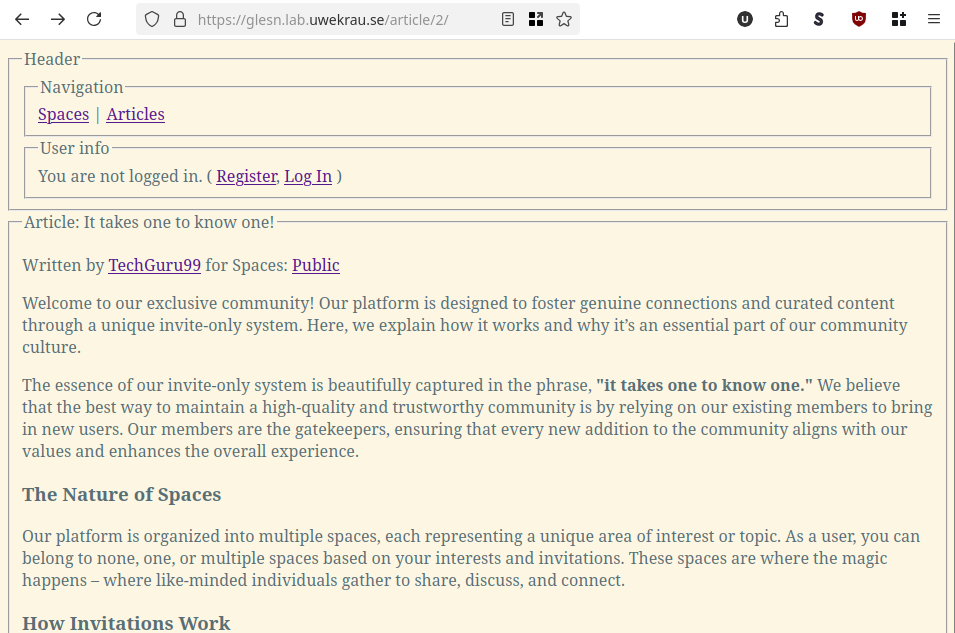 https://glesn.lab.uwekrau.se/article/2/
Header
Navigation
Spaces | Articles
User info
You are not logged in. ( Register, Log In )
Article: It takes one to know one!
Written by TechGuru99 for Spaces: Public
Welcome to our exclusive community! Our platform is designed to foster genuine connections and curated content
through a unique invite-only system. Here, we explain how it works and why it’s an essential part of our community
culture.
The essence of our invite-only system is beautifully captured in the phrase, "it takes one to know one." We believe
that the best way to maintain a high-quality and trustworthy community is by relying on our existing members to bring
in new users. Our members are the gatekeepers, ensuring that every new addition to the community aligns with our
values and enhances the overall experience.
The Nature of Spaces
Our platform is organized into multiple spaces, each representing a unique area of interest or topic. As a user, you can
belong to none, one, or multiple spaces based on your interests and invitations. These spaces are where the magic
happens – where like-minded individuals gather to share, discuss, and connect.
How Invitations Work